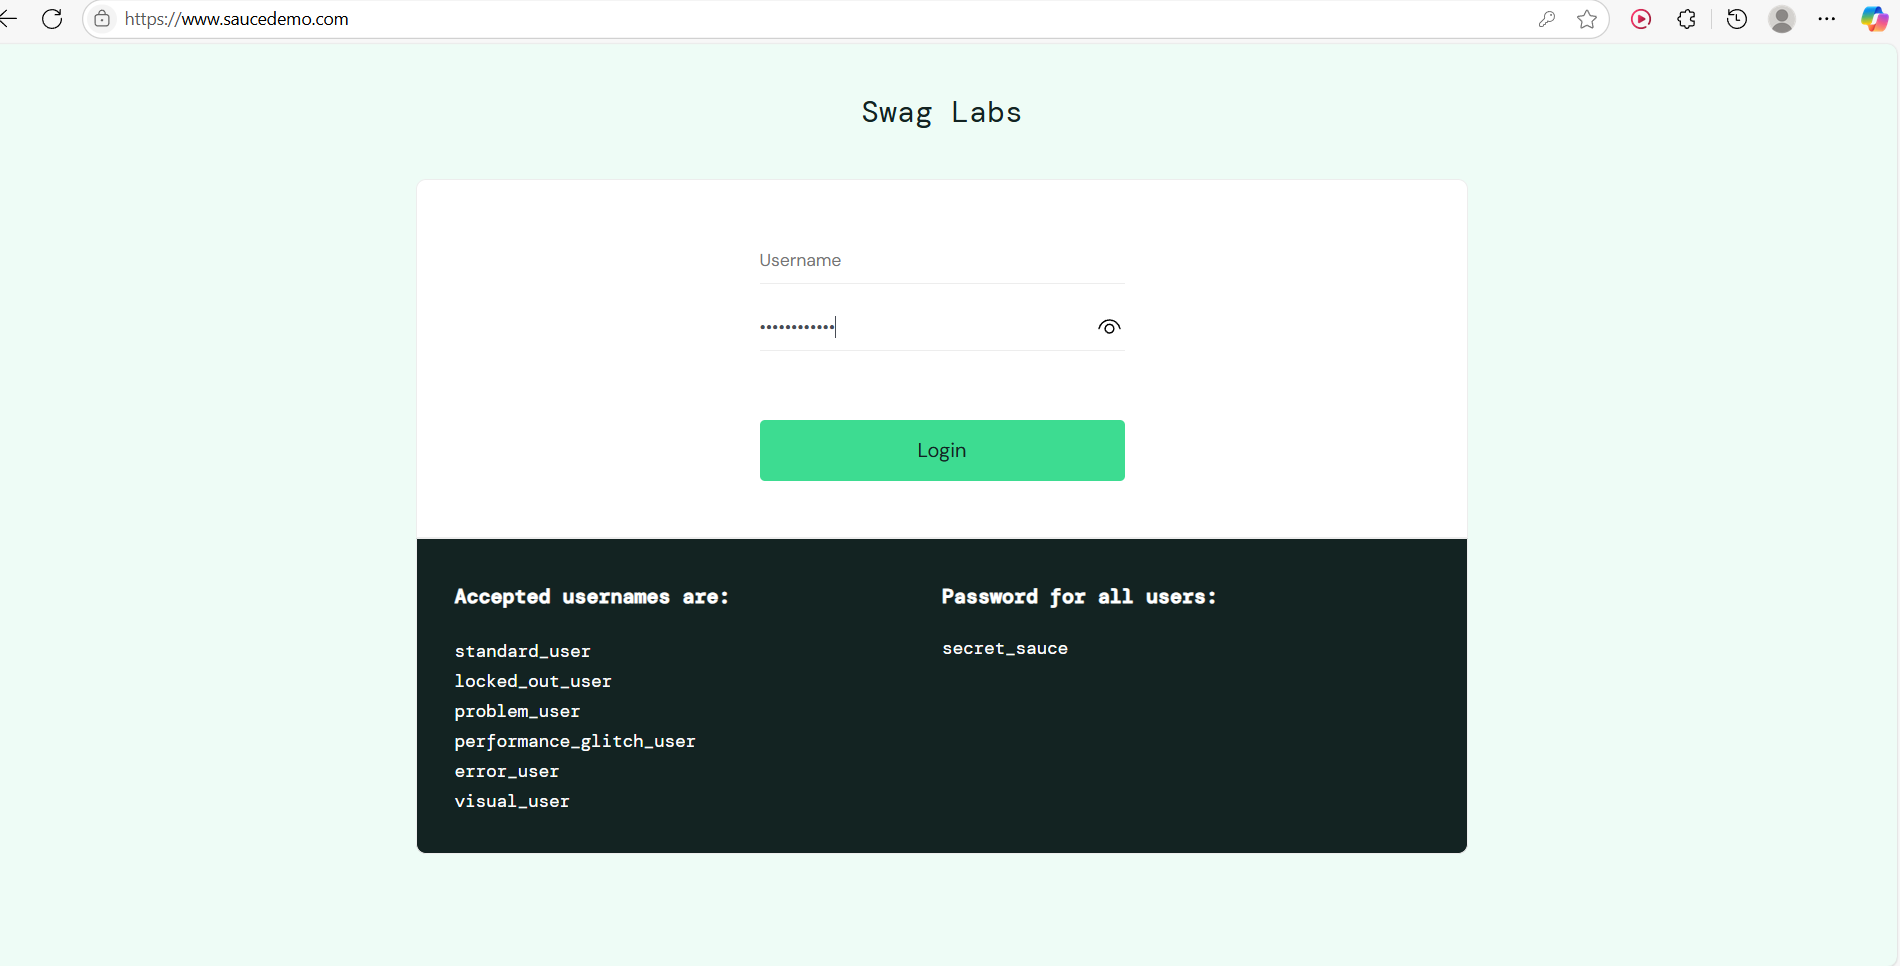 https://www.saucedemo.com
Swag Labs
Username
••••••••••••
Login
Accepted usernames are:
standard_user
locked_out_user
problem_user
performance_glitch_user
error_user
visual_user
Password for all users:
secret_sauce